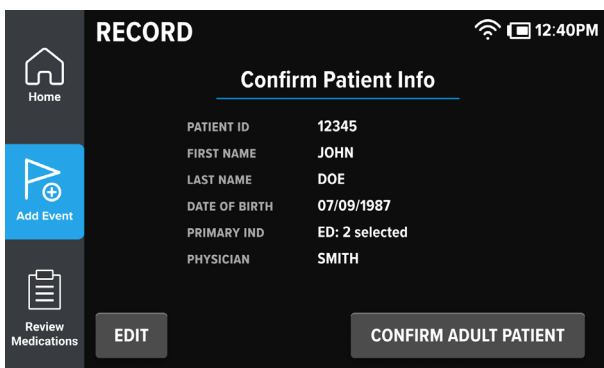 RECORD
12:40PM
Home
Add Event
Review
Medications
Confirm Patient Info
PATIENT ID 12345
FIRST NAME JOHN
LAST NAME DOE
DATE OF BIRTH 07/09/1987
PRIMARY IND ED: 2 selected
PHYSICIAN SMITH
EDIT
CONFIRM ADULT PATIENT